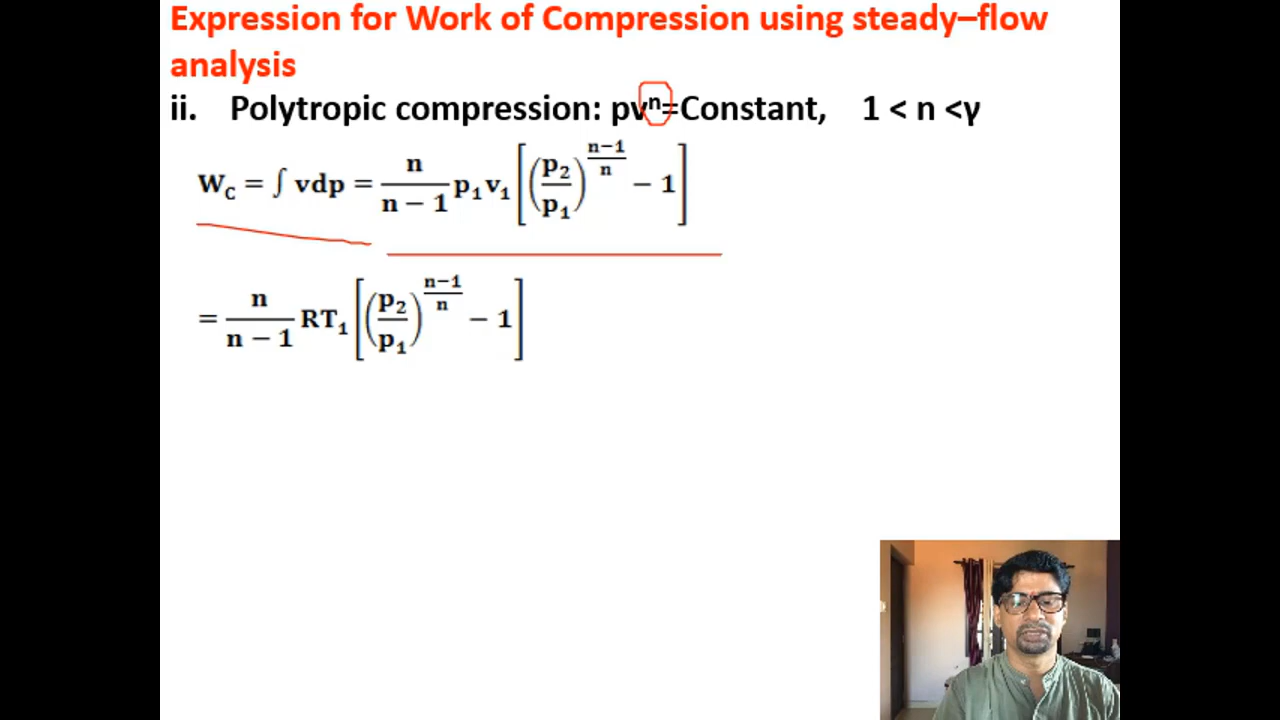 Expression for Work of Compression using steady–flow
analysis
ii. Polytropic compression: pvⁿ=Constant, 1 < n <γ
W_C = ∫ vdp = n/(n − 1) p₁v₁ [(p₂/p₁)^((n−1)/n) − 1]
= n/(n − 1) RT₁ [(p₂/p₁)^((n−1)/n) − 1]